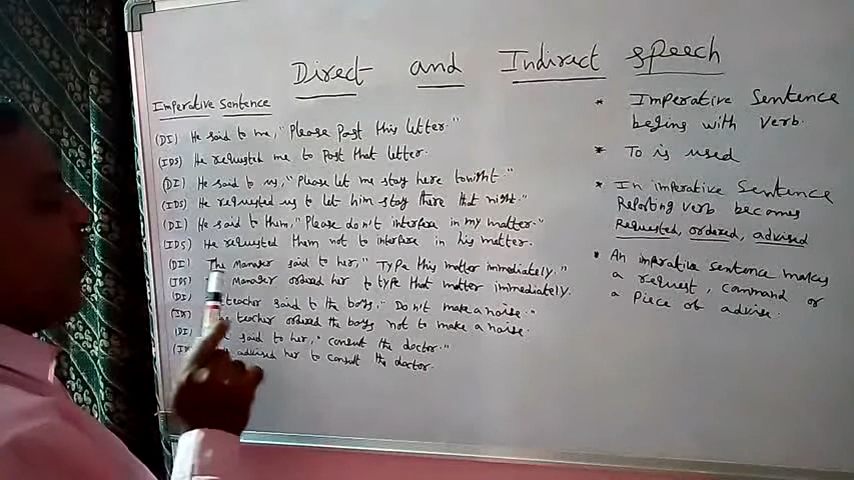 Direct and Indirect speech
Imperative Sentence
(DI) He said to me, "Please Post this letter."
(IDS) He requested me to post that letter.
(DI) He said to us, "Please let me stay here tonight."
(IDS) He requested us to let him stay there that night.
(DI) He said to them, "Please don't interfere in my matter."
(IDS) He requested them not to interfere in his matter.
(DI) The manager said to her, "Type this matter immediately."
(IDS) Manager ordered her to type that matter immediately.
(DI) teacher said to the boys, "Don't make a noise."
(IDS) teacher ordered the boys not to make a noise.
(DI) said to her, "consult the doctor."
advised her to consult the doctor.
* Imperative Sentence
begins with verb.
* To is used
* In imperative Sentence
Reporting verb becomes
Requested, ordered, advised
* An imperative sentence makes
a request, command or
a Piece of advise.